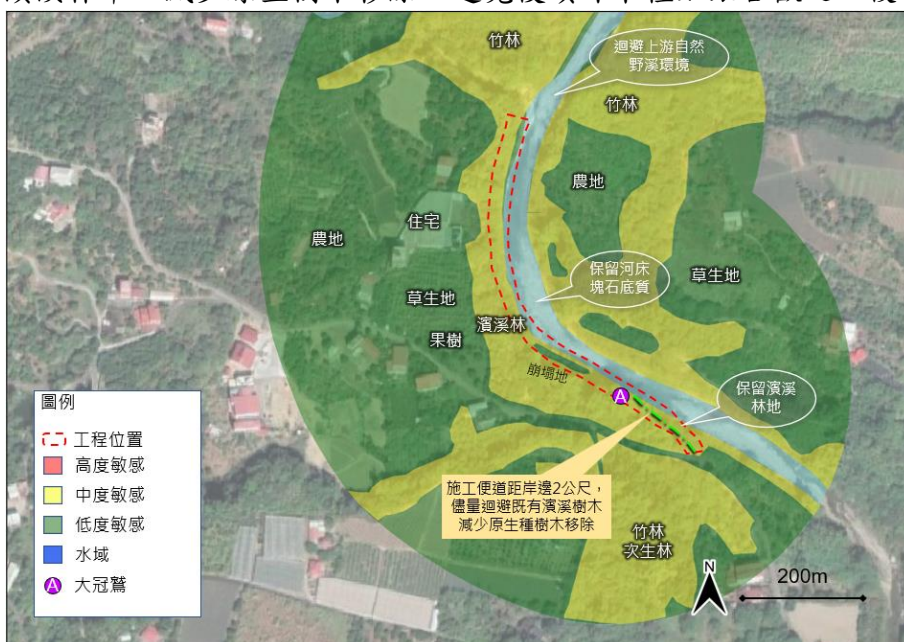 竹林
迴避上游自然
野溪環境
竹林
農地
住宅
農地
保留河床
塊石底質
草生地
草生地
濱溪林
果樹
崩塌地
A
保留濱溪
林地
圖例
工程位置
高度敏感
中度敏感
低度敏感
水域
A 大冠鷲
施工便道距岸邊2公尺，
儘量迴避既有濱溪樹木
減少原生種樹木移除
竹林
次生林
N
200m